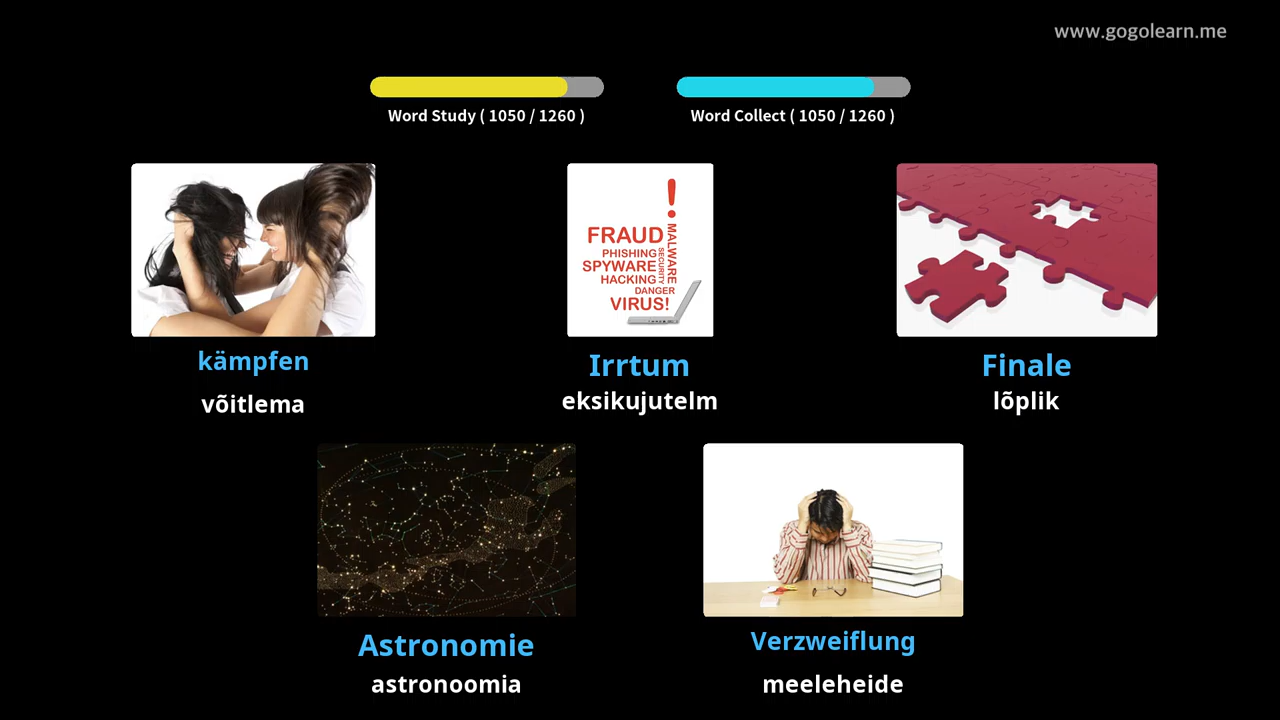 www.gogolearn.me
Word Study ( 1050 / 1260 )
Word Collect ( 1050 / 1260 )
!
FRAUD
MALWARE
SECURITY
PHISHING
SPYWARE
HACKING
DANGER
VIRUS!
kämpfen
võitlema
Irrtum
eksikujutelm
Finale
lõplik
Astronomie
astronoomia
Verzweiflung
meeleheide